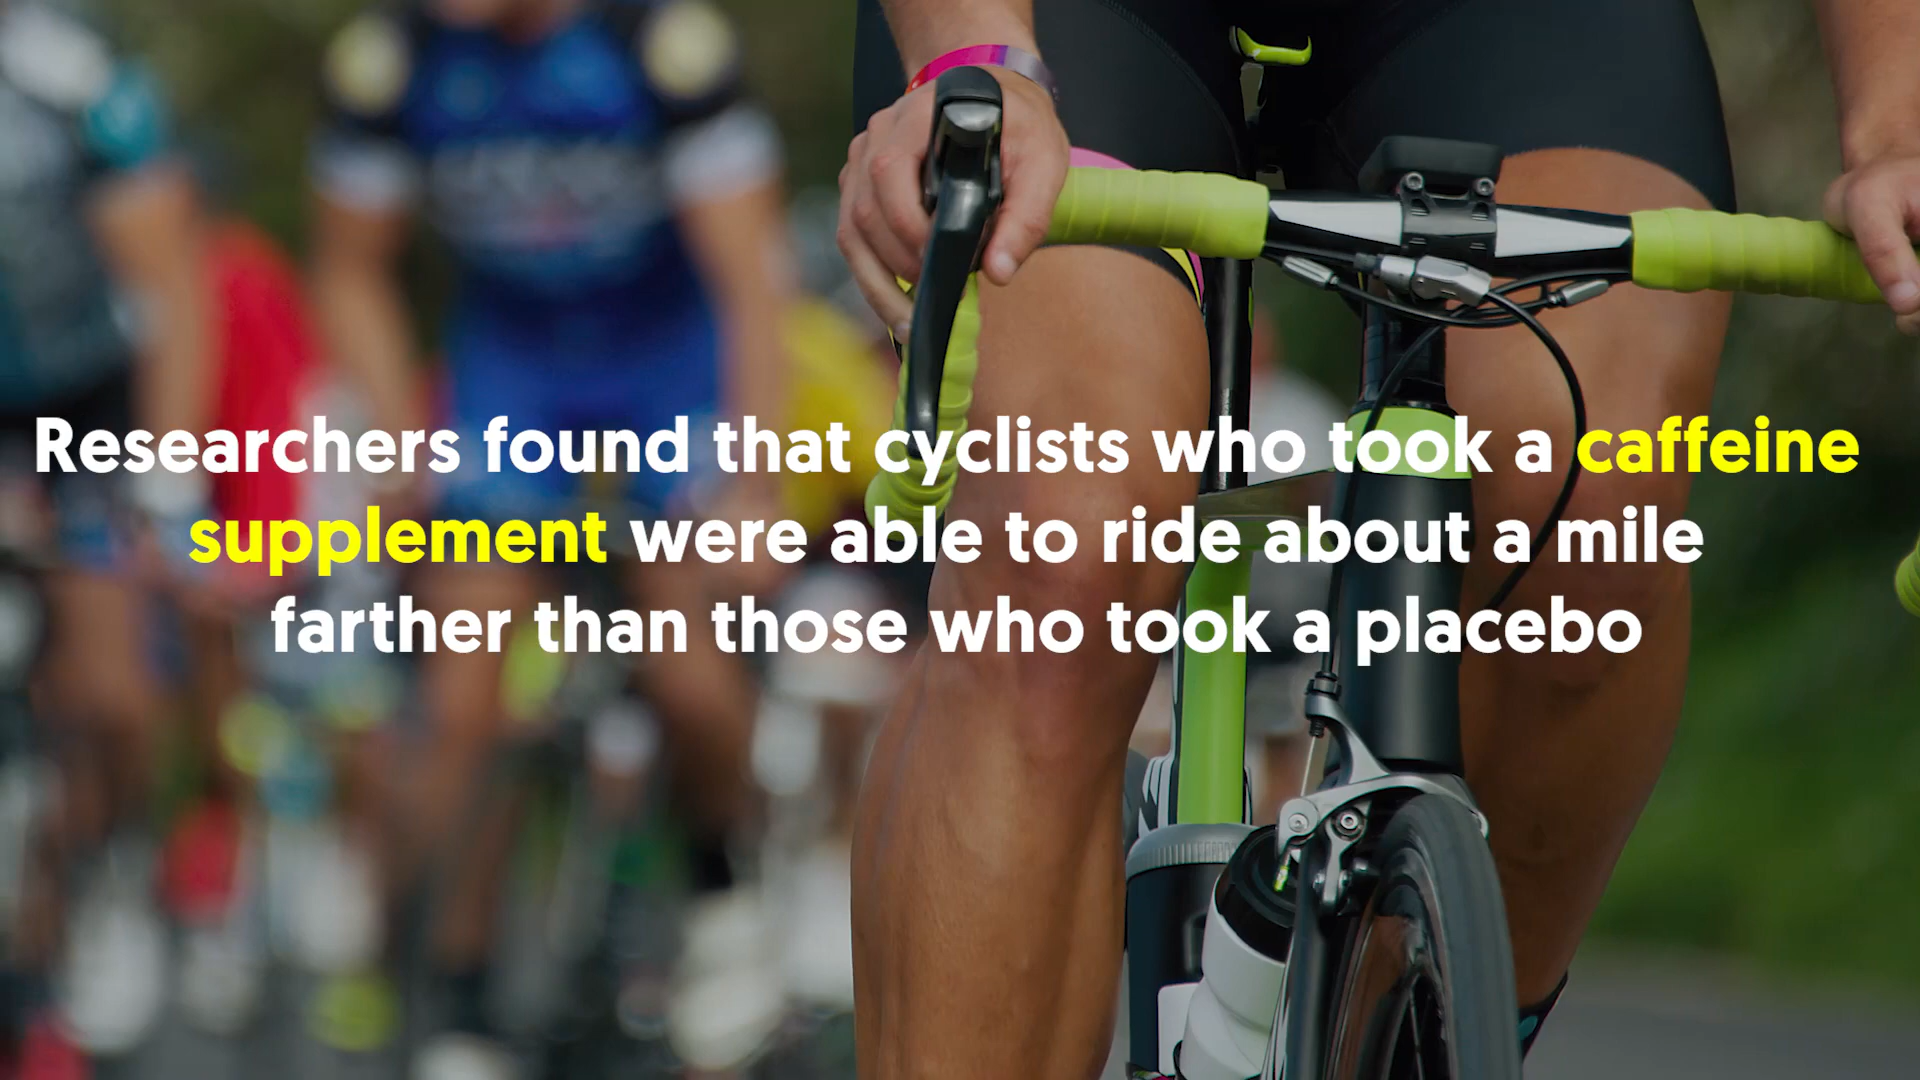 Researchers found that cyclists who took a caffeine
supplement were able to ride about a mile
farther than those who took a placebo